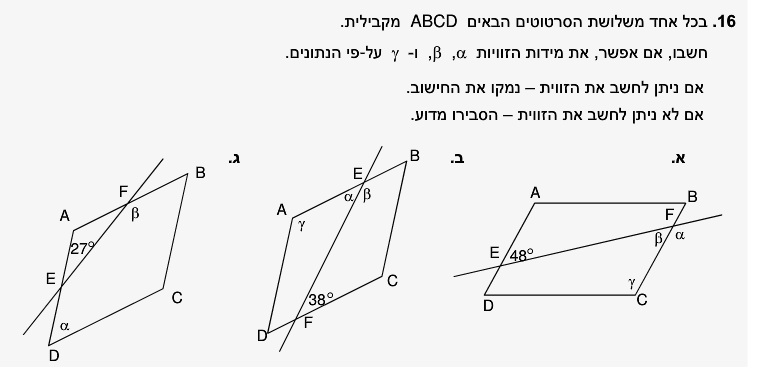 16. בכל אחד משלושת הסרטוטים הבאים ABCD מקבילית.
חשבו, אם אפשר, את מידות הזוויות α, β, ו- γ על-פי הנתונים.
אם ניתן לחשב את הזווית – נמקו את החישוב.
אם לא ניתן לחשב את הזווית – הסבירו מדוע.
א.
A B
F
β α
E 48°
γ
D C
ב.
B
E
α β
A
γ
C
38°
D F
ג.
B
F
A β
27°
E
C
α
D